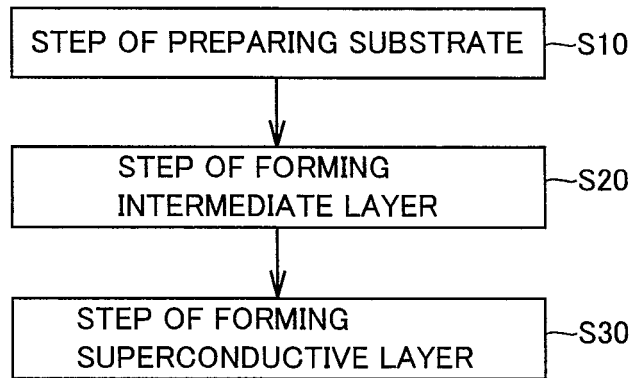 STEP OF PREPARING SUBSTRATE
S10
STEP OF FORMING
INTERMEDIATE LAYER
S20
STEP OF FORMING
SUPERCONDUCTIVE LAYER
S30